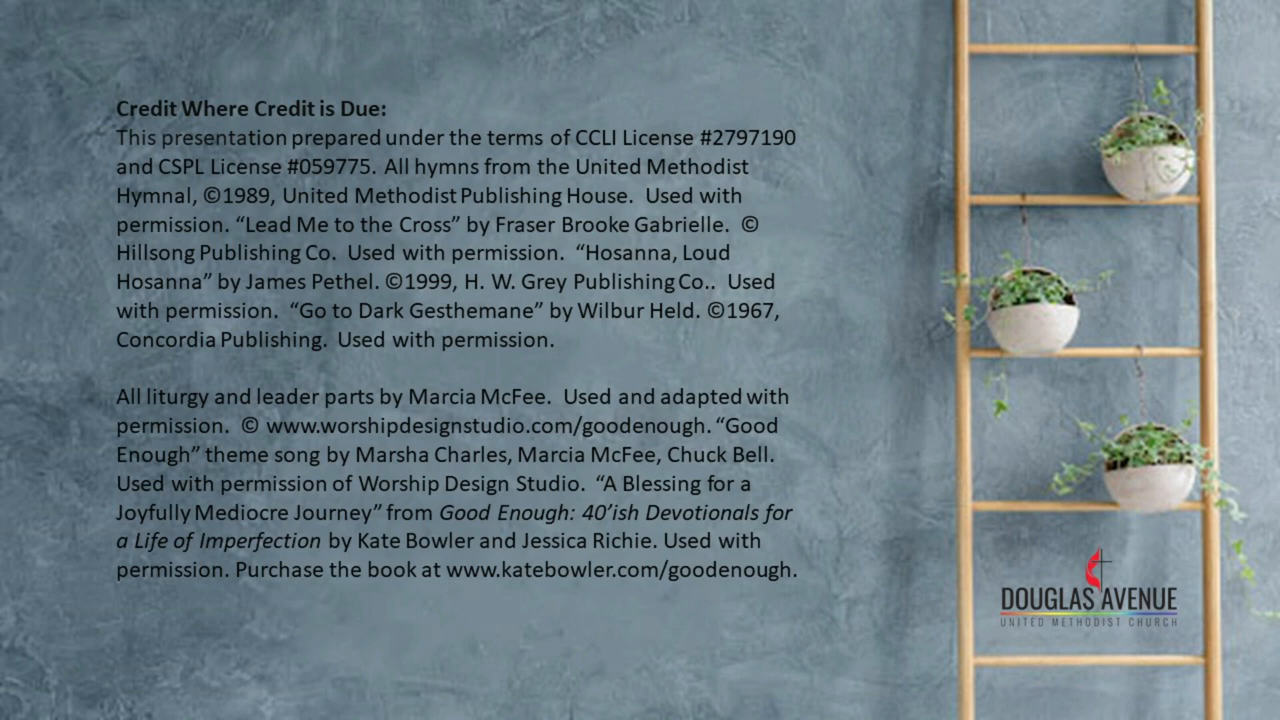 Credit Where Credit is Due:
This presentation prepared under the terms of CCLI License #2797190
and CSPL License #059775. All hymns from the United Methodist
Hymnal, ©1989, United Methodist Publishing House. Used with
permission. “Lead Me to the Cross” by Fraser Brooke Gabrielle. ©
Hillsong Publishing Co. Used with permission. “Hosanna, Loud
Hosanna” by James Pethel. ©1999, H. W. Grey Publishing Co.. Used
with permission. “Go to Dark Gesthemane” by Wilbur Held. ©1967,
Concordia Publishing. Used with permission.
All liturgy and leader parts by Marcia McFee. Used and adapted with
permission. © www.worshipdesignstudio.com/goodenough. “Good
Enough” theme song by Marsha Charles, Marcia McFee, Chuck Bell.
Used with permission of Worship Design Studio. “A Blessing for a
Joyfully Mediocre Journey” from Good Enough: 40’ish Devotionals for
a Life of Imperfection by Kate Bowler and Jessica Richie. Used with
permission. Purchase the book at www.katebowler.com/goodenough.
DOUGLAS AVENUE
UNITED METHODIST CHURCH